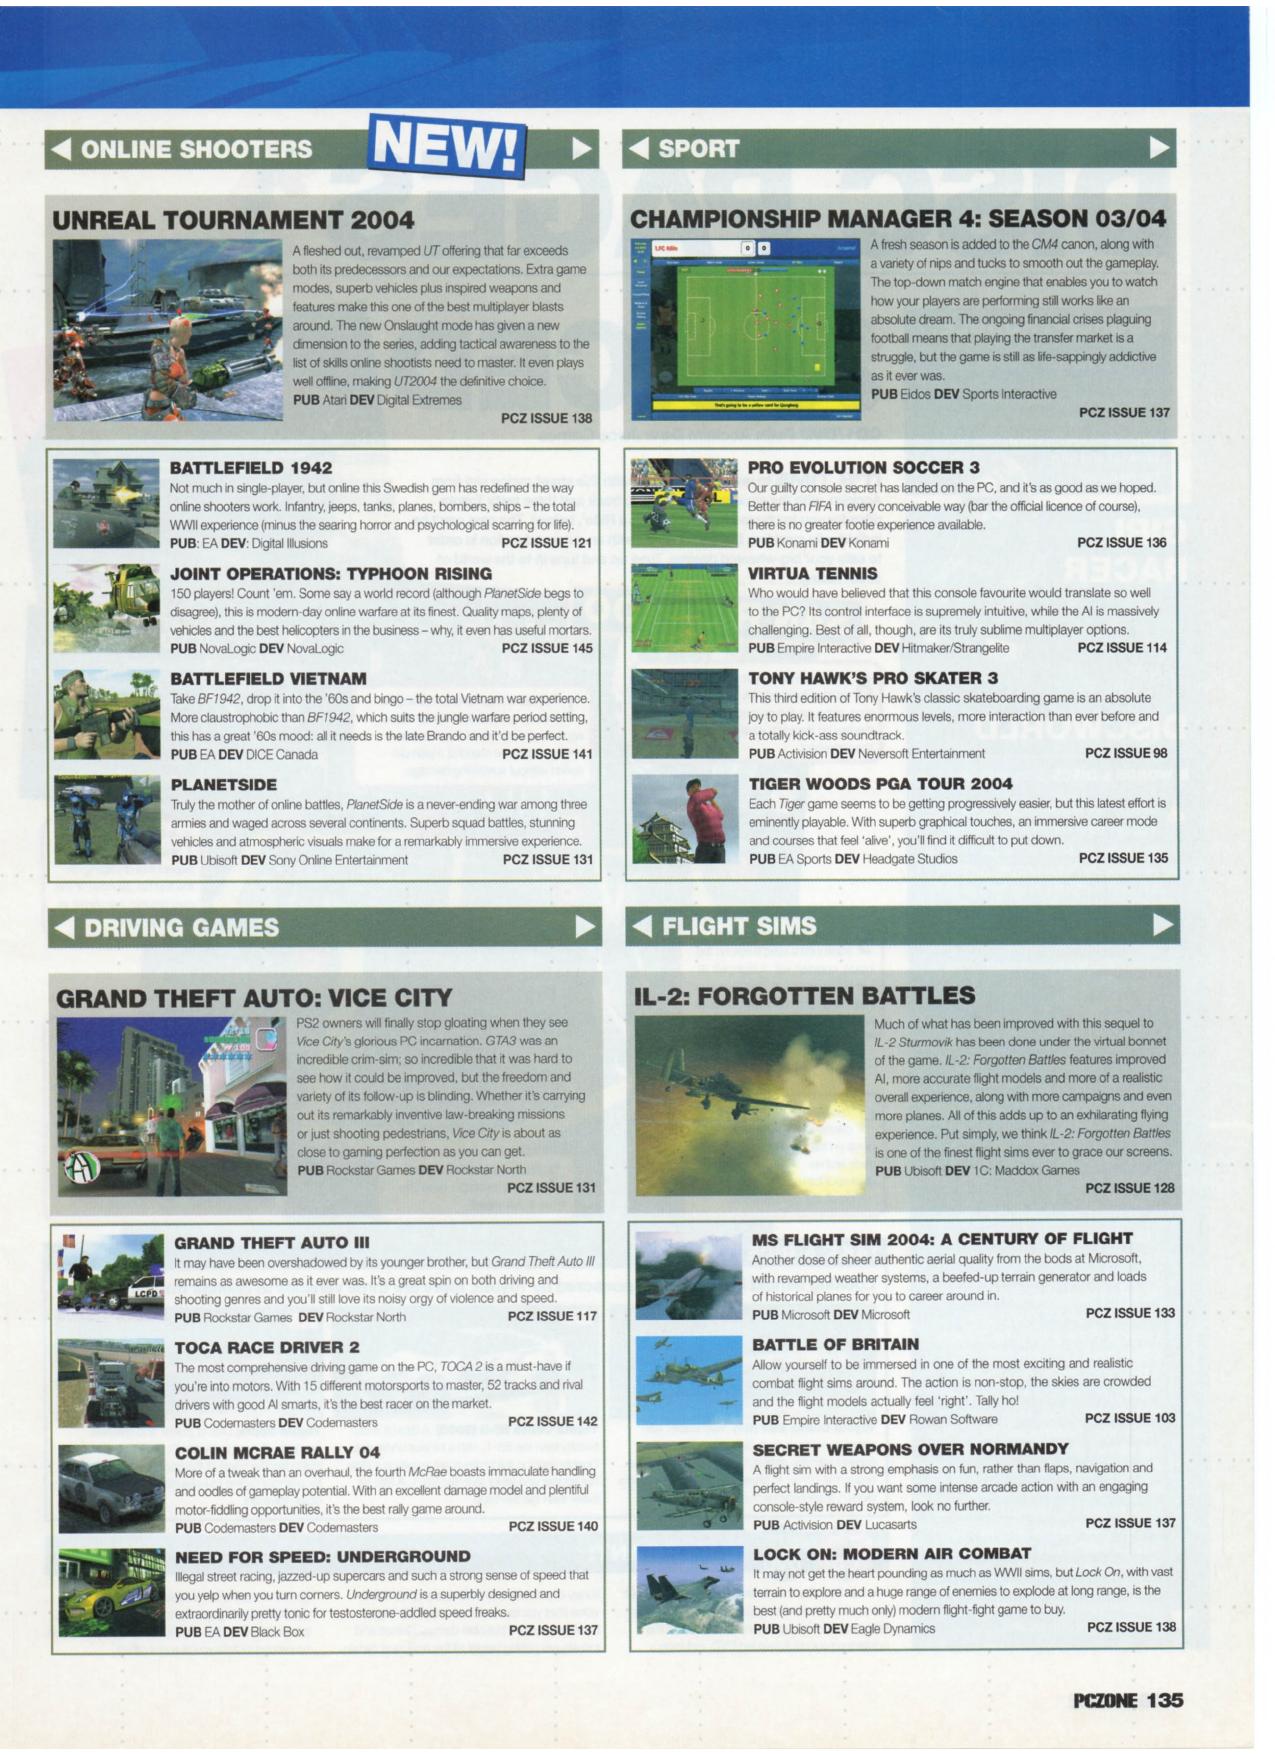 ONLINE SHOOTERS
NEW!
UNREAL TOURNAMENT 2004
A fleshed out, revamped UT offering that far exceeds
both its predecessors and our expectations. Extra game
modes, superb vehicles plus inspired weapons and
features make this one of the best multiplayer blasts
around. The new Onslaught mode has given a new
dimension to the series, adding tactical awareness to the
list of skills online shootists need to master. It even plays
well offline, making UT2004 the definitive choice.
PUB Atari DEV Digital Extremes
PCZ ISSUE 138
BATTLEFIELD 1942
Not much in single-player, but online this Swedish gem has redefined the way
online shooters work. Infantry, jeeps, tanks, planes, bombers, ships – the total
WWII experience (minus the searing horror and psychological scarring for life).
PUB: EA DEV: Digital Illusions PCZ ISSUE 121
JOINT OPERATIONS: TYPHOON RISING
150 players! Count 'em. Some say a world record (although PlanetSide begs to
disagree), this is modern-day online warfare at its finest. Quality maps, plenty of
vehicles and the best helicopters in the business – why, it even has useful mortars.
PUB NovaLogic DEV NovaLogic PCZ ISSUE 145
BATTLEFIELD VIETNAM
Take BF1942, drop it into the '60s and bingo – the total Vietnam war experience.
More claustrophobic than BF1942, which suits the jungle warfare period setting,
this has a great '60s mood: all it needs is the late Brando and it'd be perfect.
PUB EA DEV DICE Canada PCZ ISSUE 141
PLANETSIDE
Truly the mother of online battles, PlanetSide is a never-ending war among three
armies and waged across several continents. Superb squad battles, stunning
vehicles and atmospheric visuals make for a remarkably immersive experience.
PUB Ubisoft DEV Sony Online Entertainment PCZ ISSUE 131
SPORT
CHAMPIONSHIP MANAGER 4: SEASON 03/04
A fresh season is added to the CM4 canon, along with
a variety of nips and tucks to smooth out the gameplay.
The top-down match engine that enables you to watch
how your players are performing still works like an
absolute dream. The ongoing financial crises plaguing
football means that playing the transfer market is a
struggle, but the game is still as life-sappingly addictive
as it ever was.
PUB Eidos DEV Sports Interactive
PCZ ISSUE 137
0 0
That's going to be a yellow card for Ljungberg
PRO EVOLUTION SOCCER 3
Our guilty console secret has landed on the PC, and it's as good as we hoped.
Better than FIFA in every conceivable way (bar the official licence of course),
there is no greater footie experience available.
PUB Konami DEV Konami PCZ ISSUE 136
VIRTUA TENNIS
Who would have believed that this console favourite would translate so well
to the PC? Its control interface is supremely intuitive, while the AI is massively
challenging. Best of all, though, are its truly sublime multiplayer options.
PUB Empire Interactive DEV Hitmaker/Strangelite PCZ ISSUE 114
TONY HAWK'S PRO SKATER 3
This third edition of Tony Hawk's classic skateboarding game is an absolute
joy to play. It features enormous levels, more interaction than ever before and
a totally kick-ass soundtrack.
PUB Activision DEV Neversoft Entertainment PCZ ISSUE 98
TIGER WOODS PGA TOUR 2004
Each Tiger game seems to be getting progressively easier, but this latest effort is
eminently playable. With superb graphical touches, an immersive career mode
and courses that feel 'alive', you'll find it difficult to put down.
PUB EA Sports DEV Headgate Studios PCZ ISSUE 135
DRIVING GAMES
GRAND THEFT AUTO: VICE CITY
PS2 owners will finally stop gloating when they see
Vice City's glorious PC incarnation. GTA3 was an
incredible crim-sim; so incredible that it was hard to
see how it could be improved, but the freedom and
variety of its follow-up is blinding. Whether it's carrying
out its remarkably inventive law-breaking missions
or just shooting pedestrians, Vice City is about as
close to gaming perfection as you can get.
PUB Rockstar Games DEV Rockstar North
PCZ ISSUE 131
GRAND THEFT AUTO III
It may have been overshadowed by its younger brother, but Grand Theft Auto III
remains as awesome as it ever was. It's a great spin on both driving and
shooting genres and you'll still love its noisy orgy of violence and speed.
PUB Rockstar Games DEV Rockstar North PCZ ISSUE 117
LCPD
TOCA RACE DRIVER 2
The most comprehensive driving game on the PC, TOCA 2 is a must-have if
you're into motors. With 15 different motorsports to master, 52 tracks and rival
drivers with good AI smarts, it's the best racer on the market.
PUB Codemasters DEV Codemasters PCZ ISSUE 142
COLIN MCRAE RALLY 04
More of a tweak than an overhaul, the fourth McRae boasts immaculate handling
and oodles of gameplay potential. With an excellent damage model and plentiful
motor-fiddling opportunities, it's the best rally game around.
PUB Codemasters DEV Codemasters PCZ ISSUE 140
NEED FOR SPEED: UNDERGROUND
Illegal street racing, jazzed-up supercars and such a strong sense of speed that
you yelp when you turn corners. Underground is a superbly designed and
extraordinarily pretty tonic for testosterone-addled speed freaks.
PUB EA DEV Black Box PCZ ISSUE 137
FLIGHT SIMS
IL-2: FORGOTTEN BATTLES
Much of what has been improved with this sequel to
IL-2 Sturmovik has been done under the virtual bonnet
of the game. IL-2: Forgotten Battles features improved
AI, more accurate flight models and more of a realistic
overall experience, along with more campaigns and even
more planes. All of this adds up to an exhilarating flying
experience. Put simply, we think IL-2: Forgotten Battles
is one of the finest flight sims ever to grace our screens.
PUB Ubisoft DEV 1C: Maddox Games
PCZ ISSUE 128
MS FLIGHT SIM 2004: A CENTURY OF FLIGHT
Another dose of sheer authentic aerial quality from the bods at Microsoft,
with revamped weather systems, a beefed-up terrain generator and loads
of historical planes for you to career around in.
PUB Microsoft DEV Microsoft PCZ ISSUE 133
BATTLE OF BRITAIN
Allow yourself to be immersed in one of the most exciting and realistic
combat flight sims around. The action is non-stop, the skies are crowded
and the flight models actually feel 'right'. Tally ho!
PUB Empire Interactive DEV Rowan Software PCZ ISSUE 103
SECRET WEAPONS OVER NORMANDY
A flight sim with a strong emphasis on fun, rather than flaps, navigation and
perfect landings. If you want some intense arcade action with an engaging
console-style reward system, look no further.
PUB Activision DEV Lucasarts PCZ ISSUE 137
LOCK ON: MODERN AIR COMBAT
It may not get the heart pounding as much as WWII sims, but Lock On, with vast
terrain to explore and a huge range of enemies to explode at long range, is the
best (and pretty much only) modern flight-fight game to buy.
PUB Ubisoft DEV Eagle Dynamics PCZ ISSUE 138
PCZONE 135